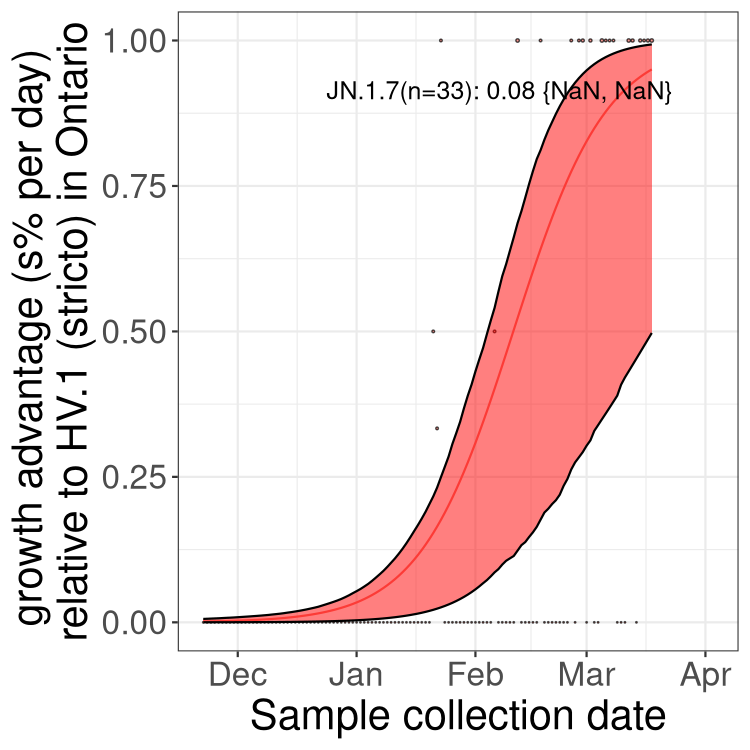 growth advantage (s% per day)
relative to HV.1 (stricto) in Ontario
1.00
0.75
0.50
0.25
0.00
JN.1.7(n=33): 0.08 {NaN, NaN}
Dec Jan Feb Mar Apr
Sample collection date